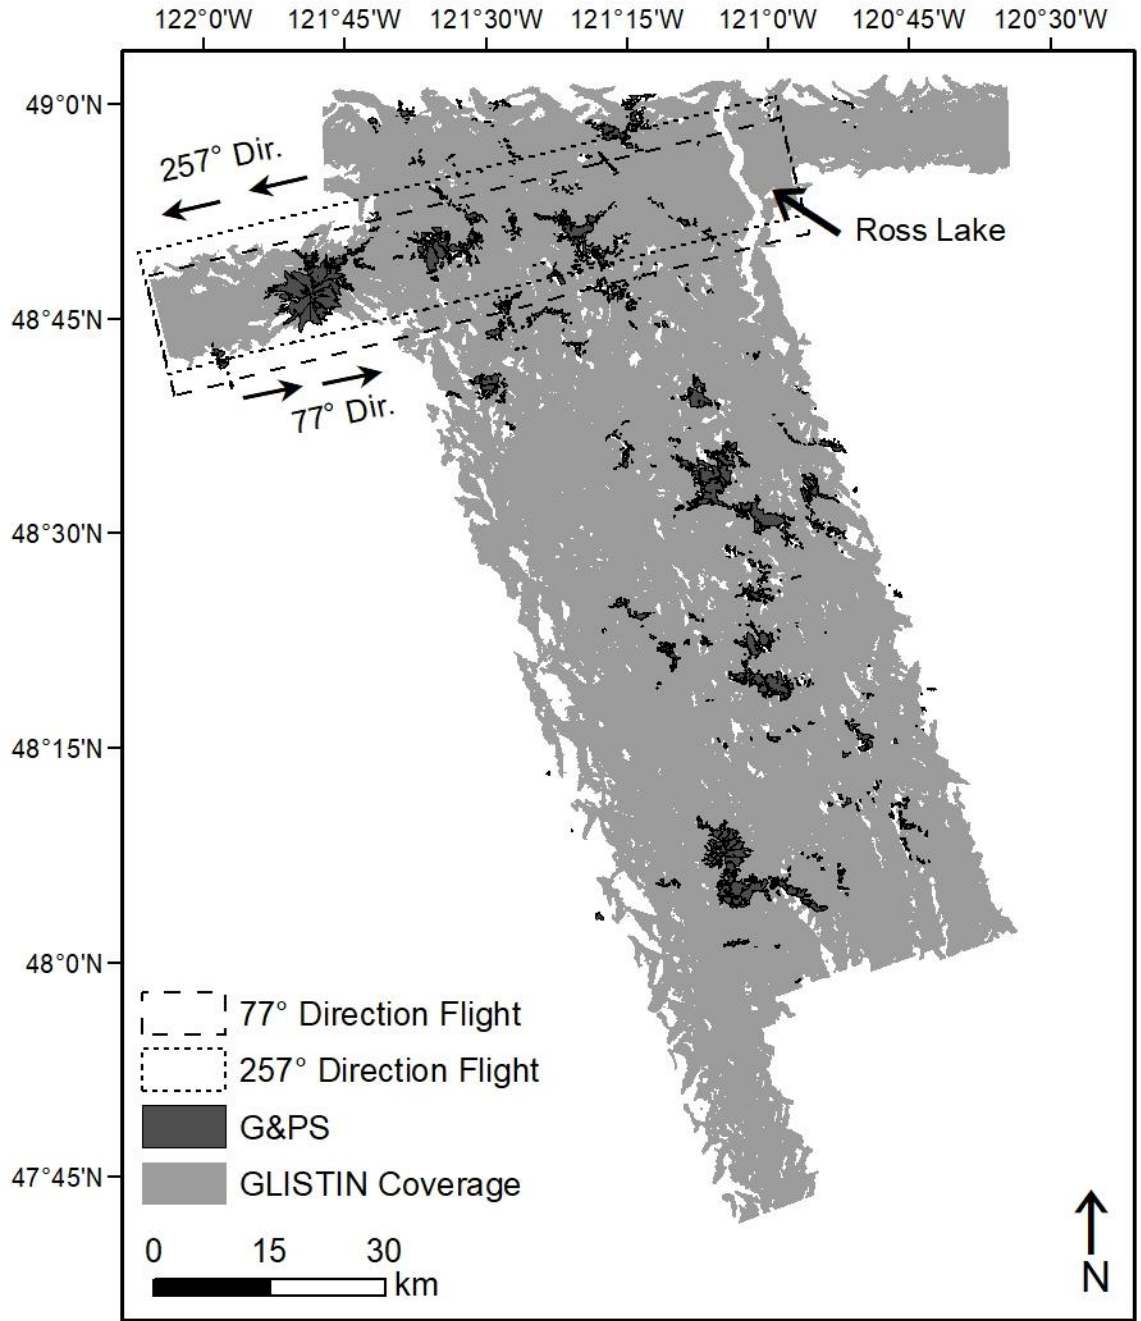 122°0'W 121°45'W 121°30'W 121°15'W 121°0'W 120°45'W 120°30'W
49°0'N
257° Dir.
Ross Lake
48°45'N
77° Dir.
48°30'N
48°15'N
48°0'N
77° Direction Flight
257° Direction Flight
G&PS
47°45'N
GLISTIN Coverage
0 15 30
km
N